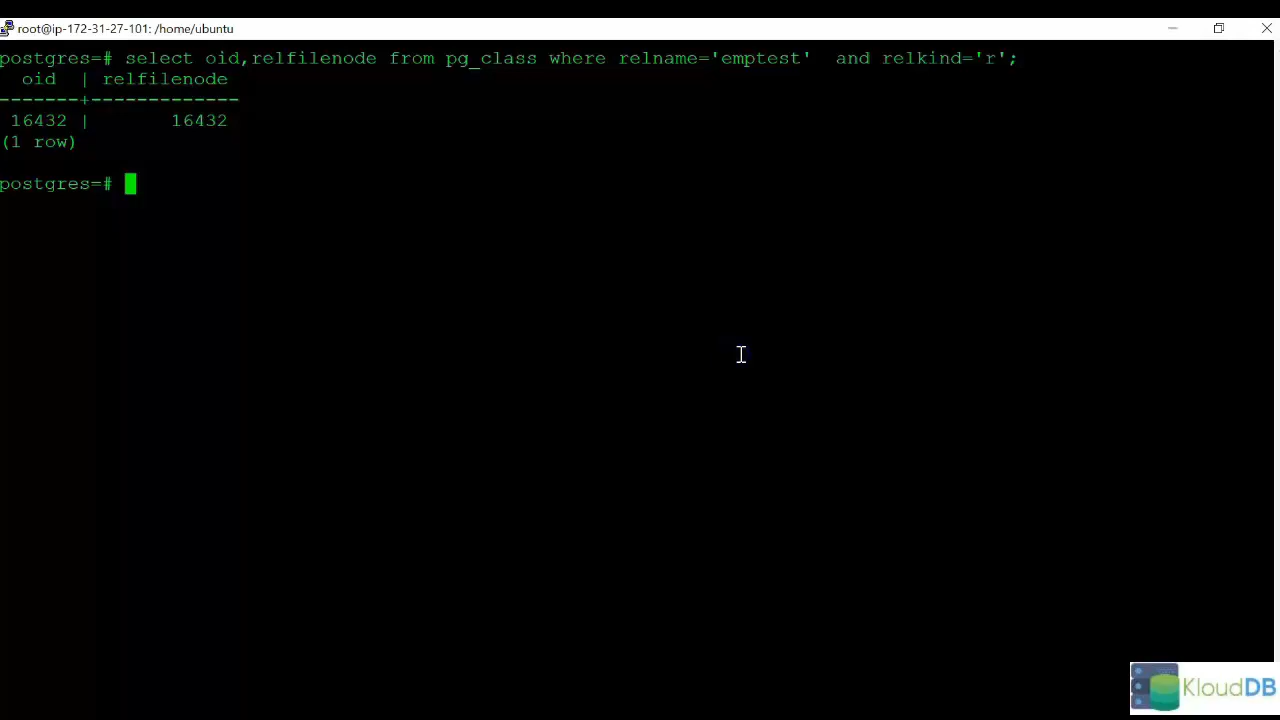 root@ip-172-31-27-101: /home/ubuntu
postgres=# select oid,relfilenode from pg_class where relname='emptest'  and relkind='r';
  oid  | relfilenode
-------+-------------
 16432 |       16432
(1 row)
postgres=#
KloudDB